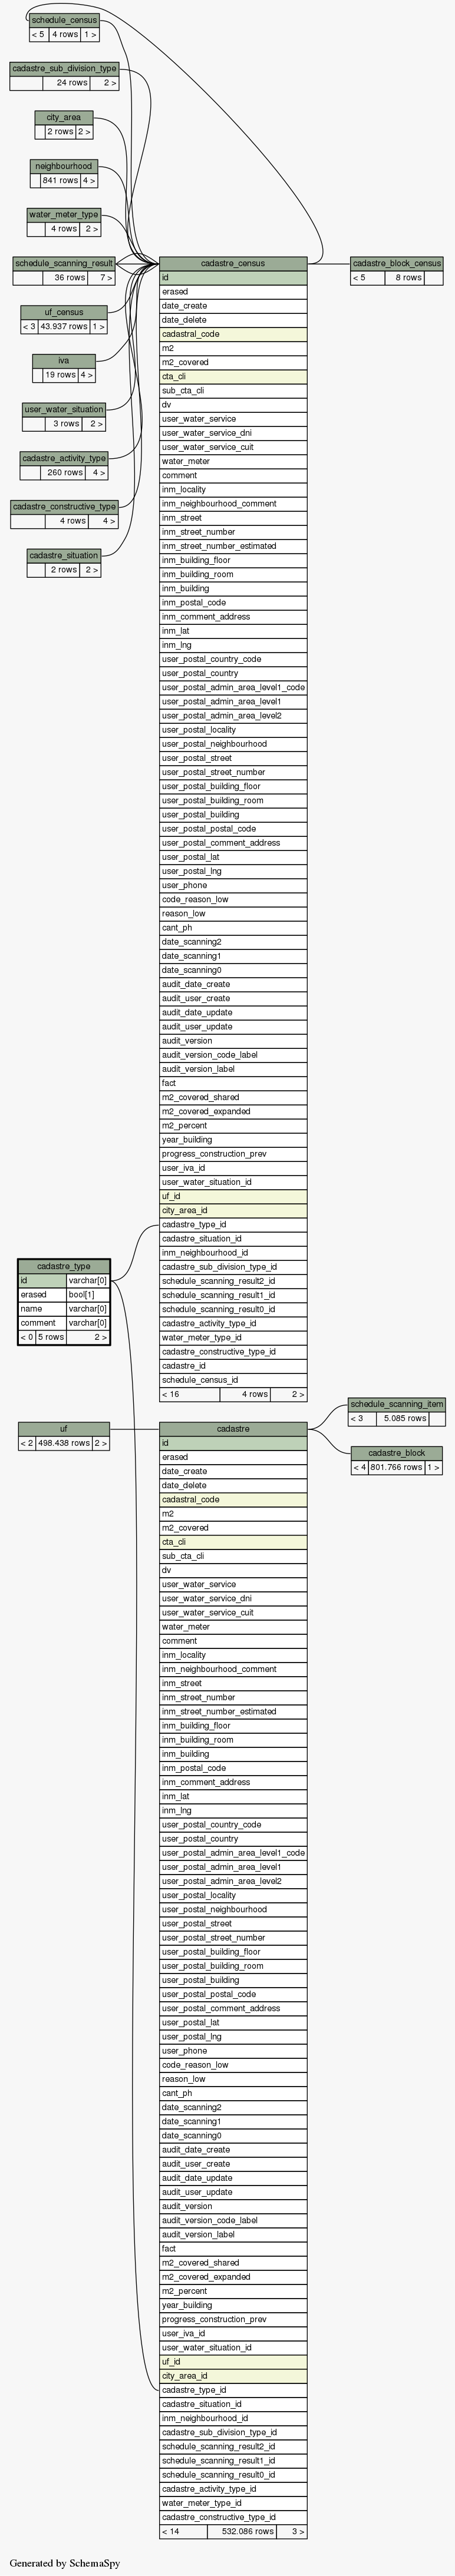 schedule_census
< 5 4 rows 1 >
cadastre_sub_division_type
24 rows 2 >
city_area
2 rows 2 >
neighbourhood
841 rows 4 >
water_meter_type
4 rows 2 >
schedule_scanning_result
36 rows 7 >
uf_census
< 3 43.937 rows 1 >
iva
19 rows 4 >
user_water_situation
3 rows 2 >
cadastre_activity_type
260 rows 4 >
cadastre_constructive_type
4 rows 4 >
cadastre_situation
2 rows 2 >
cadastre_block_census
< 5 8 rows
cadastre_census
id
erased
date_create
date_delete
cadastral_code
m2
m2_covered
cta_cli
sub_cta_cli
dv
user_water_service
user_water_service_dni
user_water_service_cuit
water_meter
comment
inm_locality
inm_neighbourhood_comment
inm_street
inm_street_number
inm_street_number_estimated
inm_building_floor
inm_building_room
inm_building
inm_postal_code
inm_comment_address
inm_lat
inm_lng
user_postal_country_code
user_postal_country
user_postal_admin_area_level1_code
user_postal_admin_area_level1
user_postal_admin_area_level2
user_postal_locality
user_postal_neighbourhood
user_postal_street
user_postal_street_number
user_postal_building_floor
user_postal_building_room
user_postal_building
user_postal_postal_code
user_postal_comment_address
user_postal_lat
user_postal_lng
user_phone
code_reason_low
reason_low
cant_ph
date_scanning2
date_scanning1
date_scanning0
audit_date_create
audit_user_create
audit_date_update
audit_user_update
audit_version
audit_version_code_label
audit_version_label
fact
m2_covered_shared
m2_covered_expanded
m2_percent
year_building
progress_construction_prev
user_iva_id
user_water_situation_id
uf_id
city_area_id
cadastre_type_id
cadastre_situation_id
inm_neighbourhood_id
cadastre_sub_division_type_id
schedule_scanning_result2_id
schedule_scanning_result1_id
schedule_scanning_result0_id
cadastre_activity_type_id
water_meter_type_id
cadastre_constructive_type_id
cadastre_id
schedule_census_id
< 16 4 rows 2 >
cadastre_type
id varchar[0]
erased bool[1]
name varchar[0]
comment varchar[0]
< 0 5 rows 2 >
schedule_scanning_item
< 3 5.085 rows
uf
< 2 498.438 rows 2 >
cadastre_block
< 4 801.766 rows 1 >
cadastre
id
erased
date_create
date_delete
cadastral_code
m2
m2_covered
cta_cli
sub_cta_cli
dv
user_water_service
user_water_service_dni
user_water_service_cuit
water_meter
comment
inm_locality
inm_neighbourhood_comment
inm_street
inm_street_number
inm_street_number_estimated
inm_building_floor
inm_building_room
inm_building
inm_postal_code
inm_comment_address
inm_lat
inm_lng
user_postal_country_code
user_postal_country
user_postal_admin_area_level1_code
user_postal_admin_area_level1
user_postal_admin_area_level2
user_postal_locality
user_postal_neighbourhood
user_postal_street
user_postal_street_number
user_postal_building_floor
user_postal_building_room
user_postal_building
user_postal_postal_code
user_postal_comment_address
user_postal_lat
user_postal_lng
user_phone
code_reason_low
reason_low
cant_ph
date_scanning2
date_scanning1
date_scanning0
audit_date_create
audit_user_create
audit_date_update
audit_user_update
audit_version
audit_version_code_label
audit_version_label
fact
m2_covered_shared
m2_covered_expanded
m2_percent
year_building
progress_construction_prev
user_iva_id
user_water_situation_id
uf_id
city_area_id
cadastre_type_id
cadastre_situation_id
inm_neighbourhood_id
cadastre_sub_division_type_id
schedule_scanning_result2_id
schedule_scanning_result1_id
schedule_scanning_result0_id
cadastre_activity_type_id
water_meter_type_id
cadastre_constructive_type_id
< 14 532.086 rows 3 >
Generated by SchemaSpy